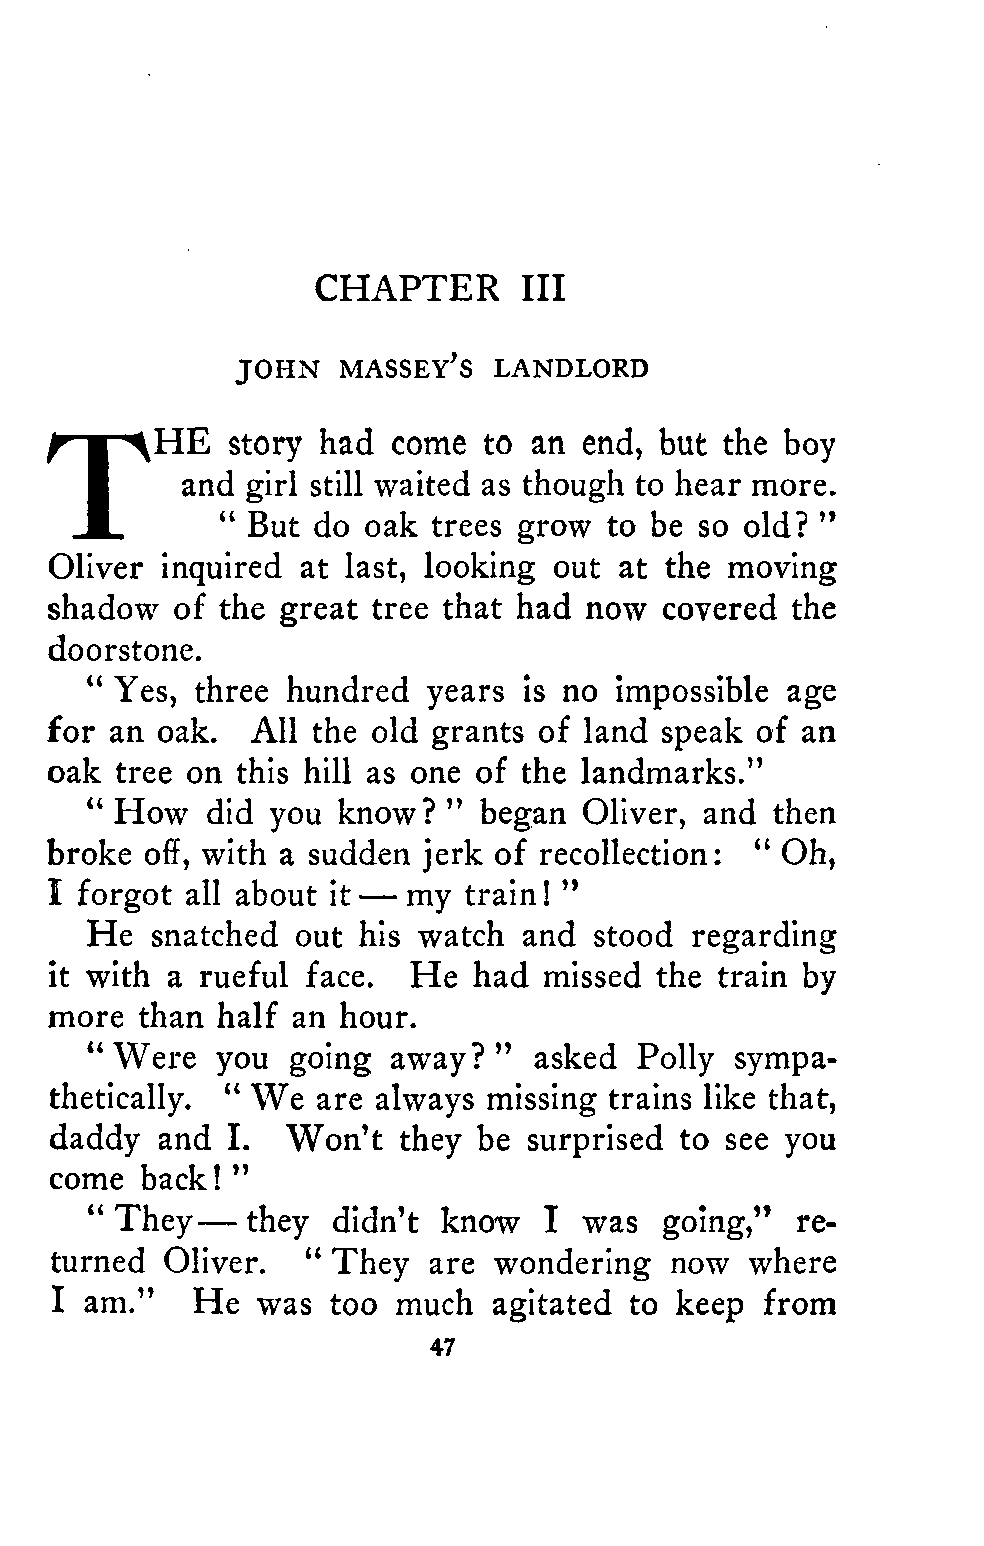 CHAPTER III
JOHN MASSEY'S LANDLORD
THE story had come to an end, but the boy
and girl still waited as though to hear more.
"But do oak trees grow to be so old?"
Oliver inquired at last, looking out at the moving
shadow of the great tree that had now covered the
doorstone.
"Yes, three hundred years is no impossible age
for an oak. All the old grants of land speak of an
oak tree on this hill as one of the landmarks."
"How did you know?" began Oliver, and then
broke off, with a sudden jerk of recollection: "Oh,
I forgot all about it—my train!"
He snatched out his watch and stood regarding
it with a rueful face. He had missed the train by
more than half an hour.
"Were you going away?" asked Polly sympa-
thetically. "We are always missing trains like that,
daddy and I. Won't they be surprised to see you
come back!"
"They—they didn't know I was going," re-
turned Oliver. "They are wondering now where
I am." He was too much agitated to keep from
47